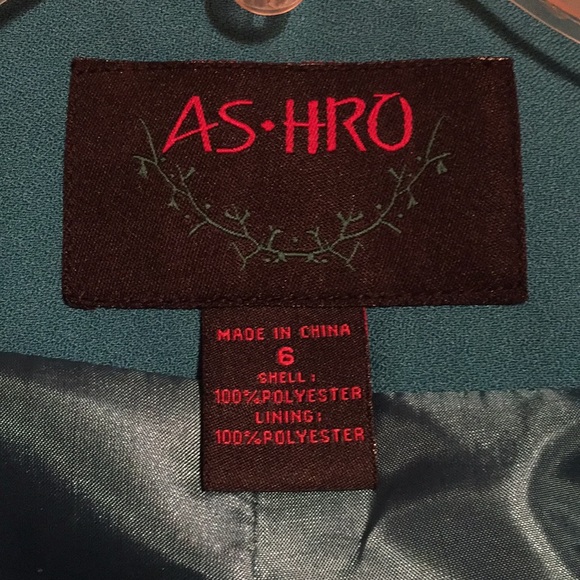 AS·HRO
MADE IN CHINA
6
SHELL:
100%POLYESTER
LINING:
100%POLYESTER